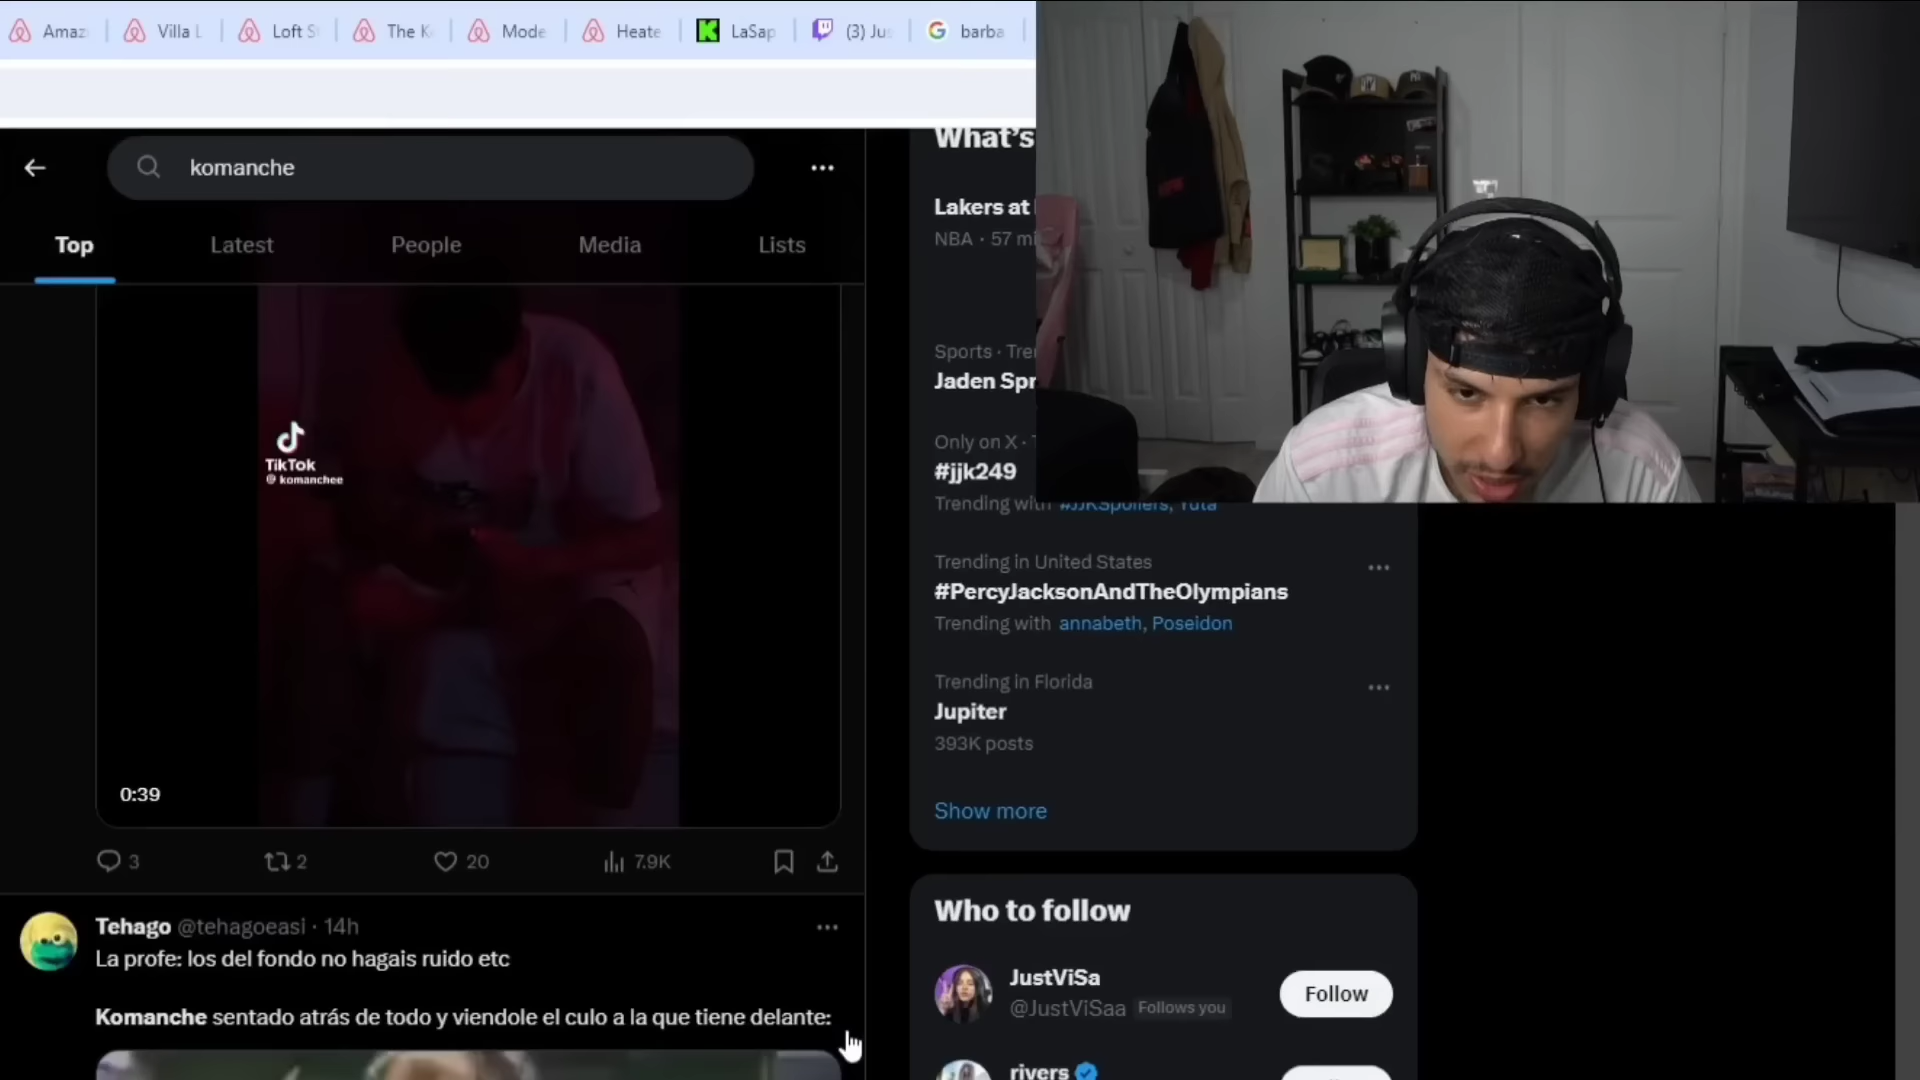 Amaz
Villa L
Loft S
The K
Mode
Heate
LaSap
(3) Ju
barba
komanche
Top
Latest
People
Media
Lists
TikTok
@ komanchee
0:39
3
2
20
7.9K
Tehago @tehagoeasi · 14h
La profe: los del fondo no hagais ruido etc
Komanche sentado atrás de todo y viendole el culo a la que tiene delante:
What's
Lakers at
NBA · 57 mi
Sports · Tre
Jaden Spr
Only on X ·
#jjk249
Trending with #JJKSpoilers, Yuta
Trending in United States
#PercyJacksonAndTheOlympians
Trending with annabeth, Poseidon
Trending in Florida
Jupiter
393K posts
Show more
Who to follow
JustViSa
@JustViSaa Follows you
Follow
rivers